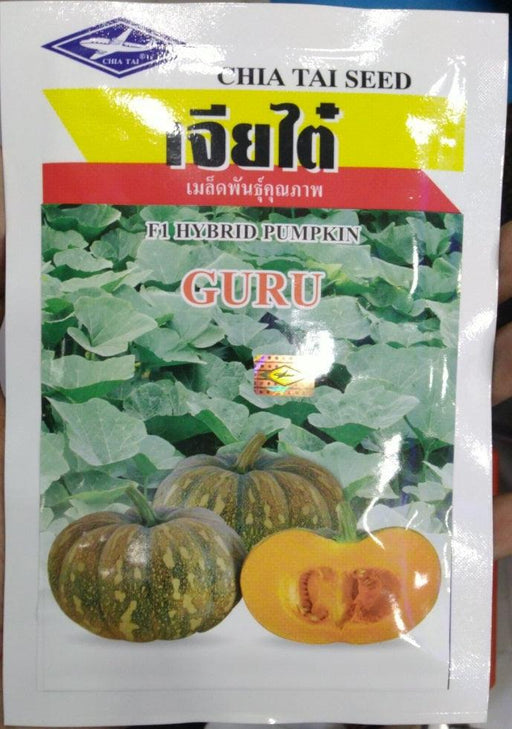 CHIA TAI ®
CHIA TAI SEED
เจียไต๋
เมล็ดพันธุ์คุณภาพ
F1 HYBRID PUMPKIN
GURU